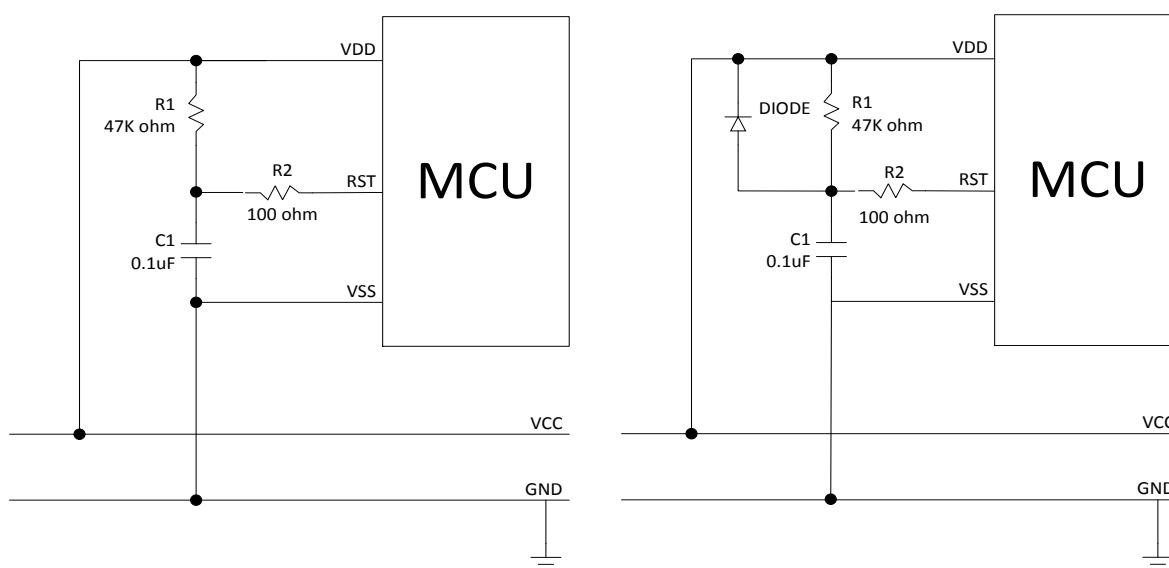 VDD
R1
47K ohm
R2
RST
MCU
100 ohm
C1
0.1uF
VSS
VCC
GND
VDD
DIODE
R1
47K ohm
R2
RST
MCU
100 ohm
C1
0.1uF
VSS
VCC
GND